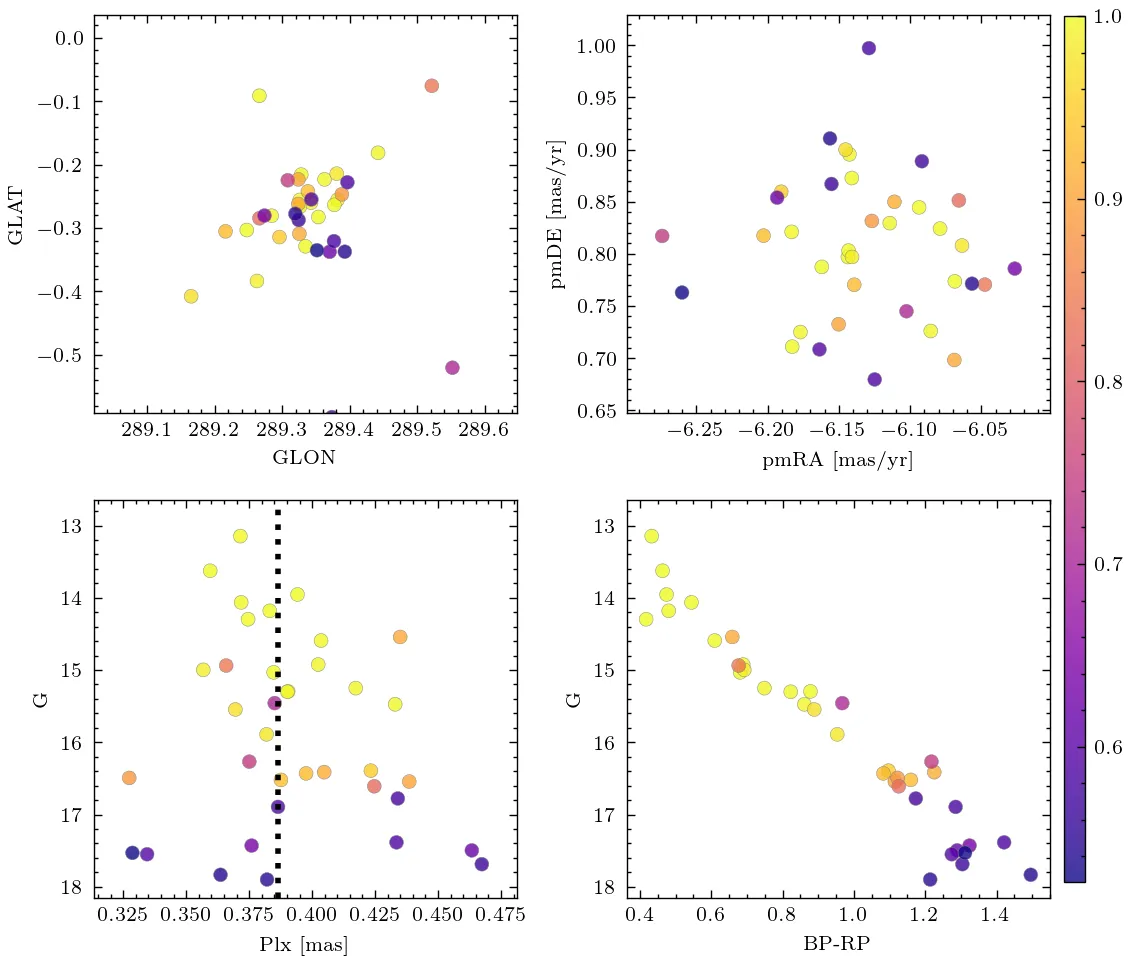 0.0
−0.1
−0.2
−0.3
−0.4
−0.5
GLAT
289.1 289.2 289.3 289.4 289.5 289.6
GLON
1.00
0.95
0.90
0.85
0.80
0.75
0.70
0.65
pmDE [mas/yr]
−6.25 −6.20 −6.15 −6.10 −6.05
pmRA [mas/yr]
1.0
0.9
0.8
0.7
0.6
13
14
15
16
17
18
G
0.325 0.350 0.375 0.400 0.425 0.450 0.475
Plx [mas]
13
14
15
16
17
18
G
0.4 0.6 0.8 1.0 1.2 1.4
BP-RP